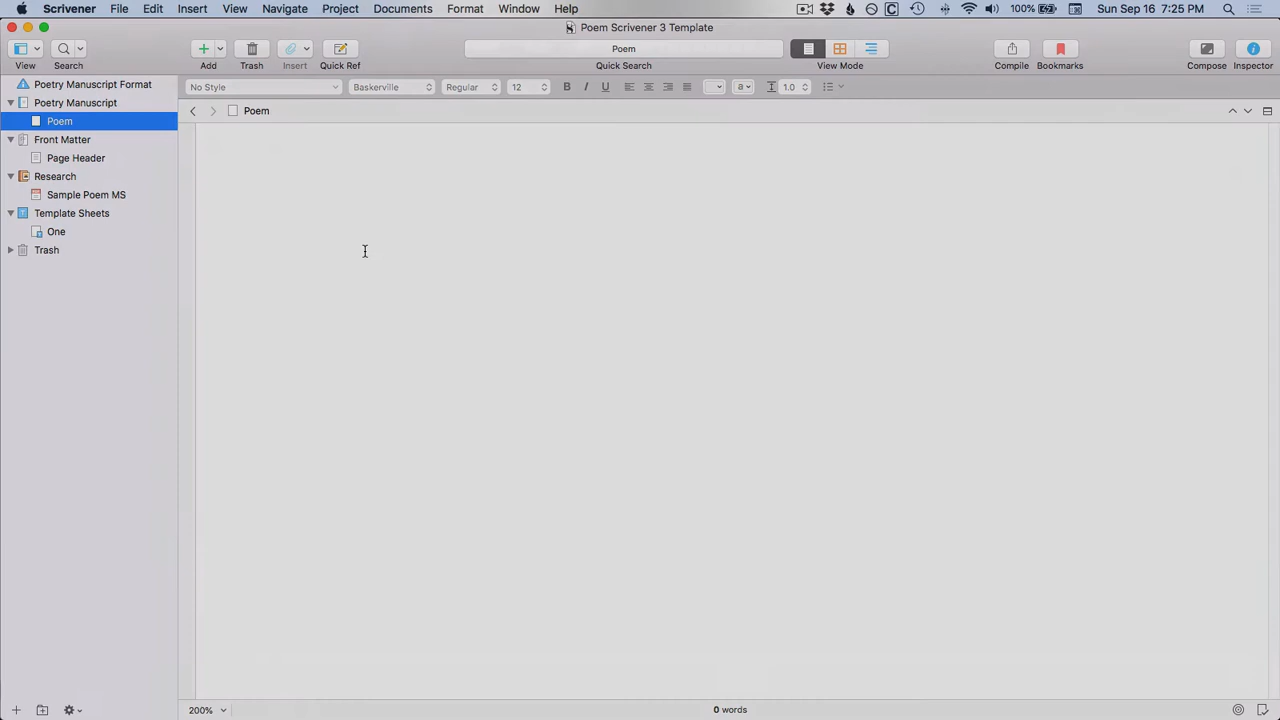 Scrivener File Edit Insert View Navigate Project Documents Format Window Help 100% Sun Sep 16 7:25 PM
Poem Scrivener 3 Template
Poem
View Search Add Trash Insert Quick Ref Quick Search View Mode Compile Bookmarks Compose Inspector
No Style Baskerville Regular 12 B I U a 1.0
Poem
Poetry Manuscript Format
Poetry Manuscript
Poem
Front Matter
Page Header
Research
Sample Poem MS
Template Sheets
One
Trash
200% 0 words